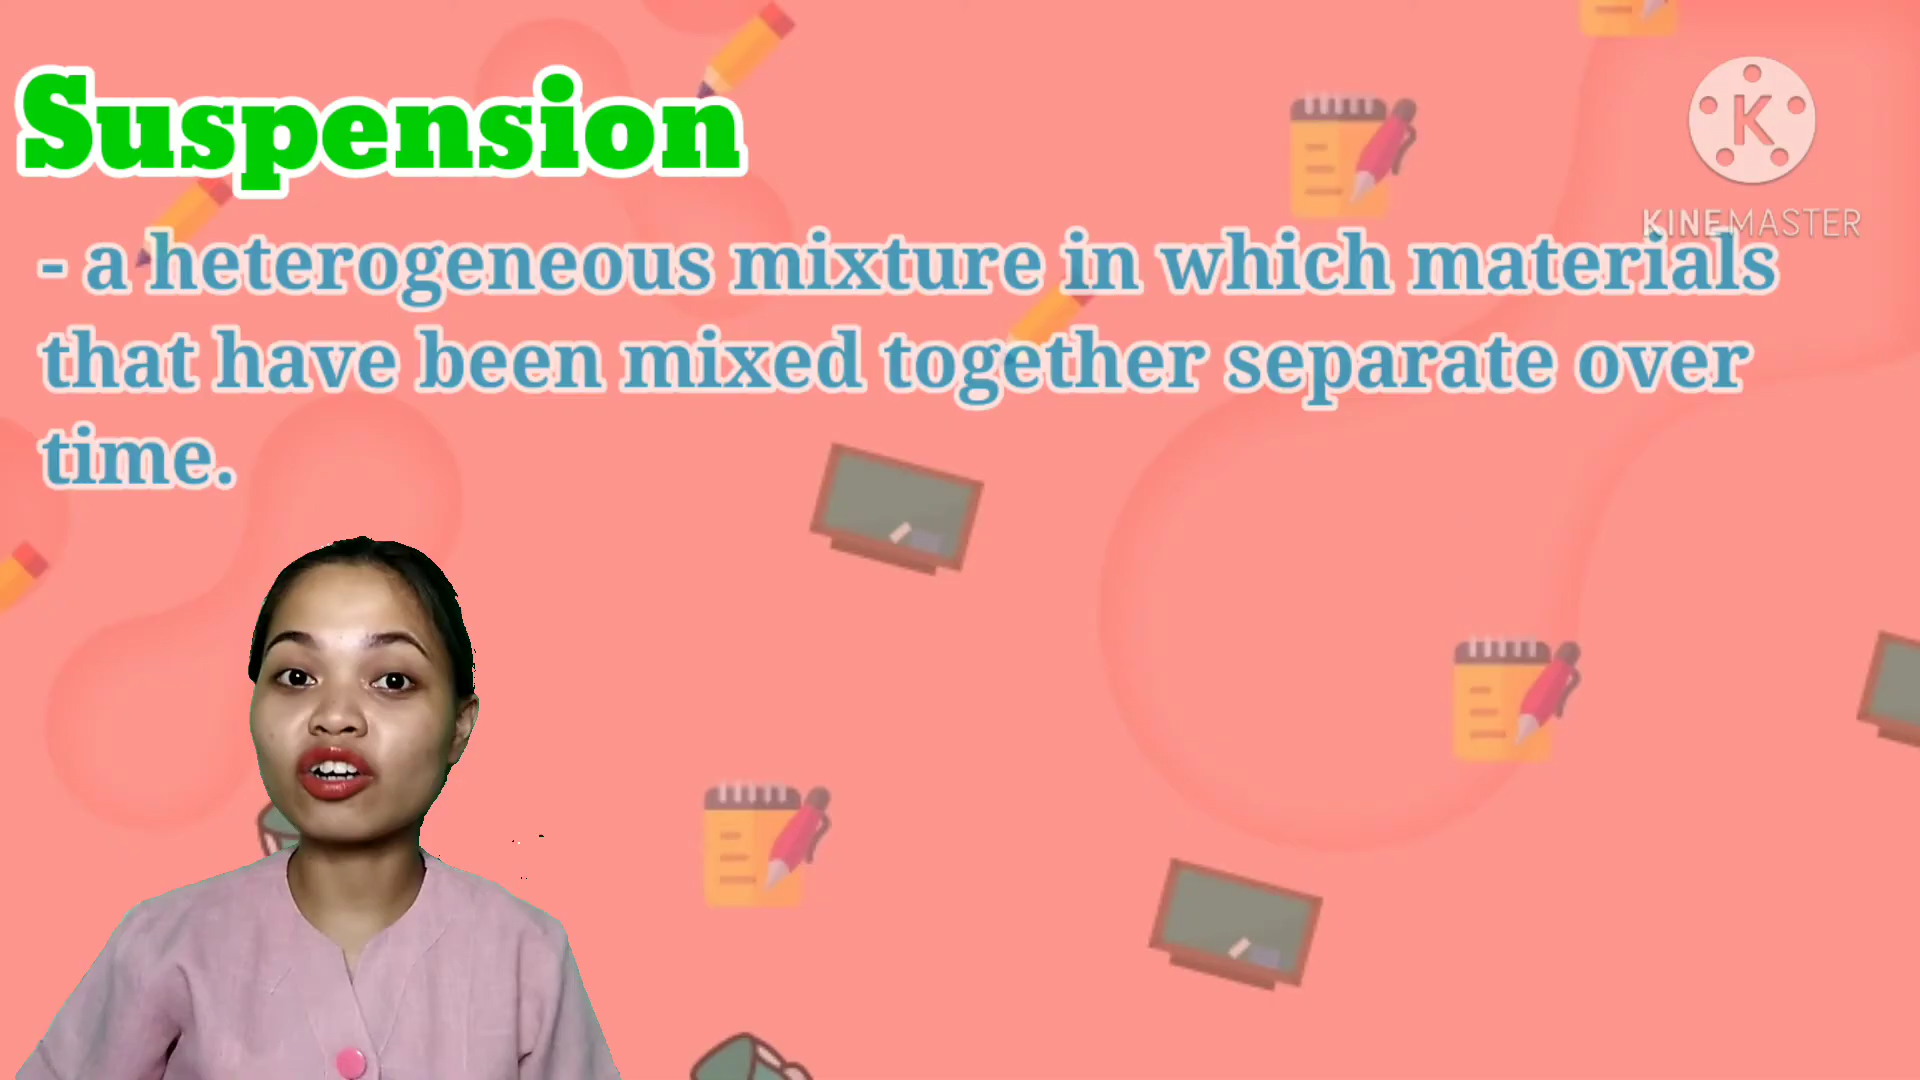 Suspension
K
KINEMASTER
- a heterogeneous mixture in which materials
that have been mixed together separate over
time.